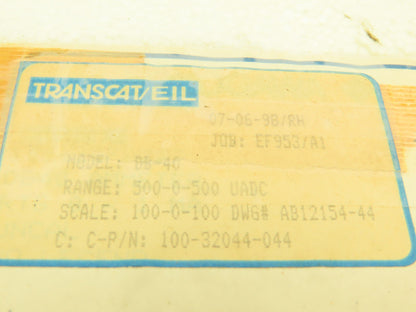 TRANSCAT/EIL
07-06-98/RH
JOB: EF953/A1
MODEL: DB-40
RANGE: 500-0-500 UADC
SCALE: 100-0-100 DWG# AB12154-44
C: C-P/N: 100-32044-044